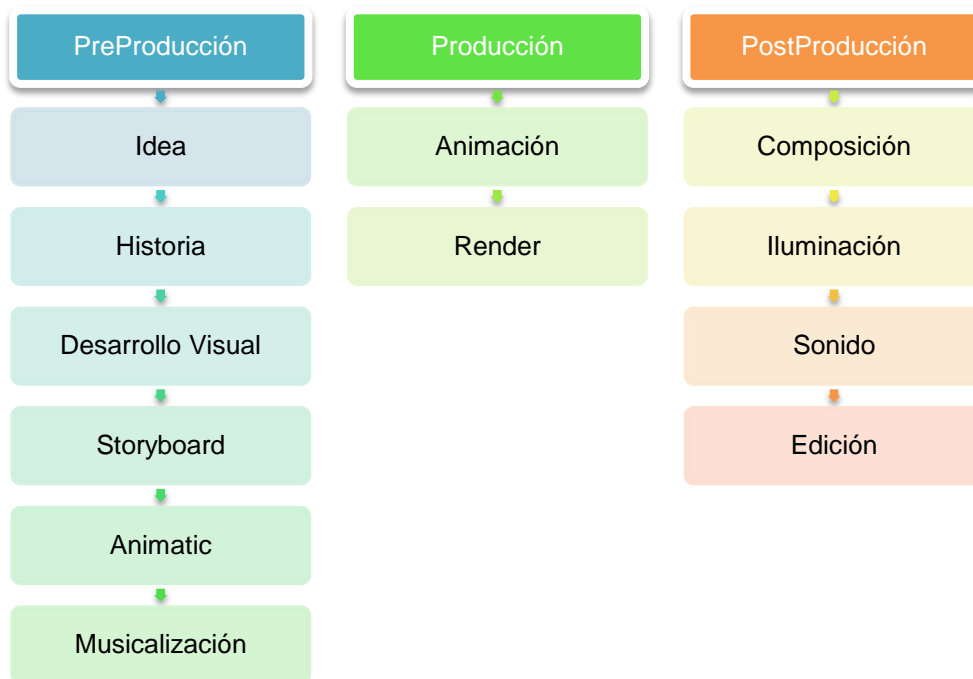 PreProducción
Idea
Historia
Desarrollo Visual
Storyboard
Animatic
Musicalización
Producción
Animación
Render
PostProducción
Composición
Iluminación
Sonido
Edición